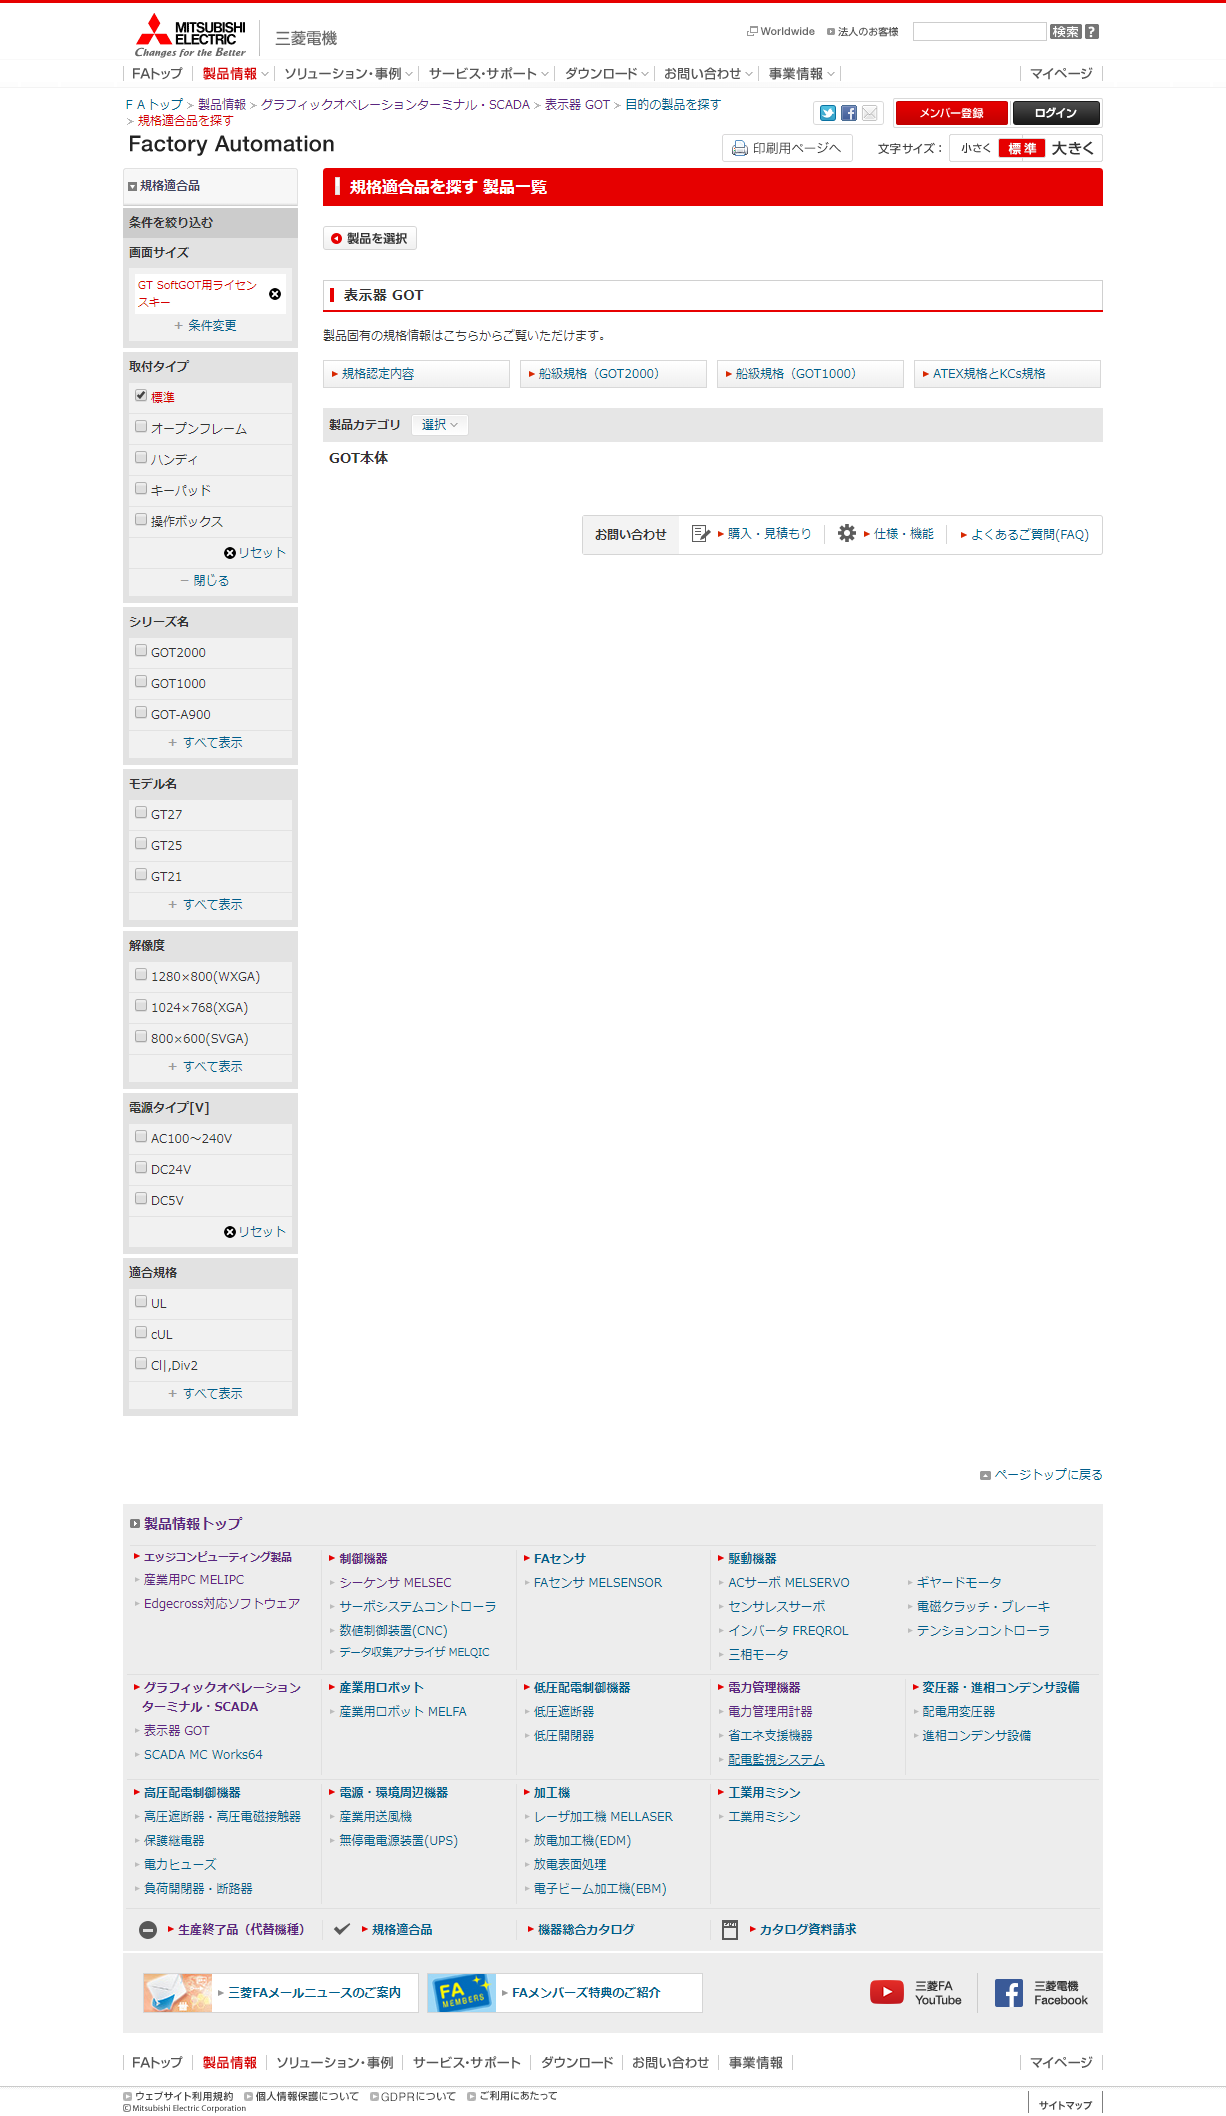 MITSUBISHI ELECTRIC
Changes for the Better
三菱電機
Worldwide
法人のお客様
検索
?
FAトップ 製品情報 ソリューション・事例 サービス・サポート ダウンロード お問い合わせ 事業情報 マイページ
ＦＡトップ > 製品情報 > グラフィックオペレーションターミナル・SCADA > 表示器 GOT > 目的の製品を探す
> 規格適合品を探す
メンバー登録 ログイン
Factory Automation
印刷用ページへ 文字サイズ： 小さく 標準 大きく
規格適合品
条件を絞り込む
画面サイズ
GT SoftGOT用ライセン
スキー
+ 条件変更
取付タイプ
標準
オープンフレーム
ハンディ
キーパッド
操作ボックス
リセット
− 閉じる
シリーズ名
GOT2000
GOT1000
GOT-A900
+ すべて表示
モデル名
GT27
GT25
GT21
+ すべて表示
解像度
1280×800(WXGA)
1024×768(XGA)
800×600(SVGA)
+ すべて表示
電源タイプ[V]
AC100～240V
DC24V
DC5V
リセット
適合規格
UL
cUL
Cl|,Div2
+ すべて表示
規格適合品を探す 製品一覧
製品を選択
表示器 GOT
製品固有の規格情報はこちらからご覧いただけます。
規格認定内容 船級規格（GOT2000） 船級規格（GOT1000） ATEX規格とKCs規格
製品カテゴリ 選択
GOT本体
お問い合わせ 購入・見積もり 仕様・機能 よくあるご質問(FAQ)
ページトップに戻る
製品情報トップ
エッジコンピューティング製品
産業用PC MELIPC
Edgecross対応ソフトウェア
制御機器
シーケンサ MELSEC
サーボシステムコントローラ
数値制御装置(CNC)
データ収集アナライザ MELQIC
FAセンサ
FAセンサ MELSENSOR
駆動機器
ACサーボ MELSERVO
センサレスサーボ
インバータ FREQROL
三相モータ
ギヤードモータ
電磁クラッチ・ブレーキ
テンションコントローラ
グラフィックオペレーション
ターミナル・SCADA
表示器 GOT
SCADA MC Works64
産業用ロボット
産業用ロボット MELFA
低圧配電制御機器
低圧遮断器
低圧開閉器
電力管理機器
電力管理用計器
省エネ支援機器
配電監視システム
変圧器・進相コンデンサ設備
配電用変圧器
進相コンデンサ設備
高圧配電制御機器
高圧遮断器・高圧電磁接触器
保護継電器
電力ヒューズ
負荷開閉器・断路器
電源・環境周辺機器
産業用送風機
無停電電源装置(UPS)
加工機
レーザ加工機 MELLASER
放電加工機(EDM)
放電表面処理
電子ビーム加工機(EBM)
工業用ミシン
工業用ミシン
生産終了品（代替機種） 規格適合品 機器総合カタログ カタログ資料請求
三菱FAメールニュースのご案内
FA MEMBERS
FAメンバーズ特典のご紹介
三菱FA
YouTube
三菱電機
Facebook
FAトップ 製品情報 ソリューション・事例 サービス・サポート ダウンロード お問い合わせ 事業情報 マイページ
ウェブサイト利用規約 個人情報保護について GDPRについて ご利用にあたって
©Mitsubishi Electric Corporation
サイトマップ